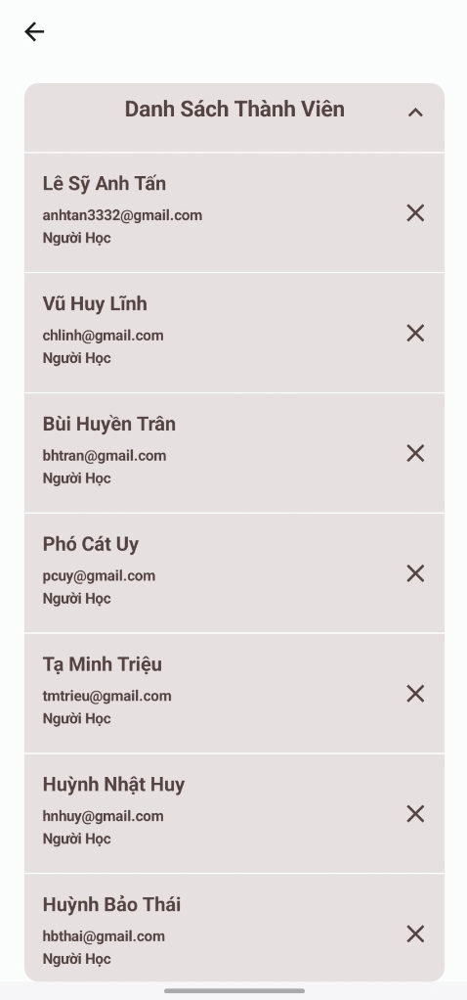 Danh Sách Thành Viên
Lê Sỹ Anh Tấn
anhtan3332@gmail.com
Người Học
Vũ Huy Lĩnh
chlinh@gmail.com
Người Học
Bùi Huyền Trân
bhtran@gmail.com
Người Học
Phó Cát Uy
pcuy@gmail.com
Người Học
Tạ Minh Triệu
tmtrieu@gmail.com
Người Học
Huỳnh Nhật Huy
hnhuy@gmail.com
Người Học
Huỳnh Bảo Thái
hbthai@gmail.com
Người Học